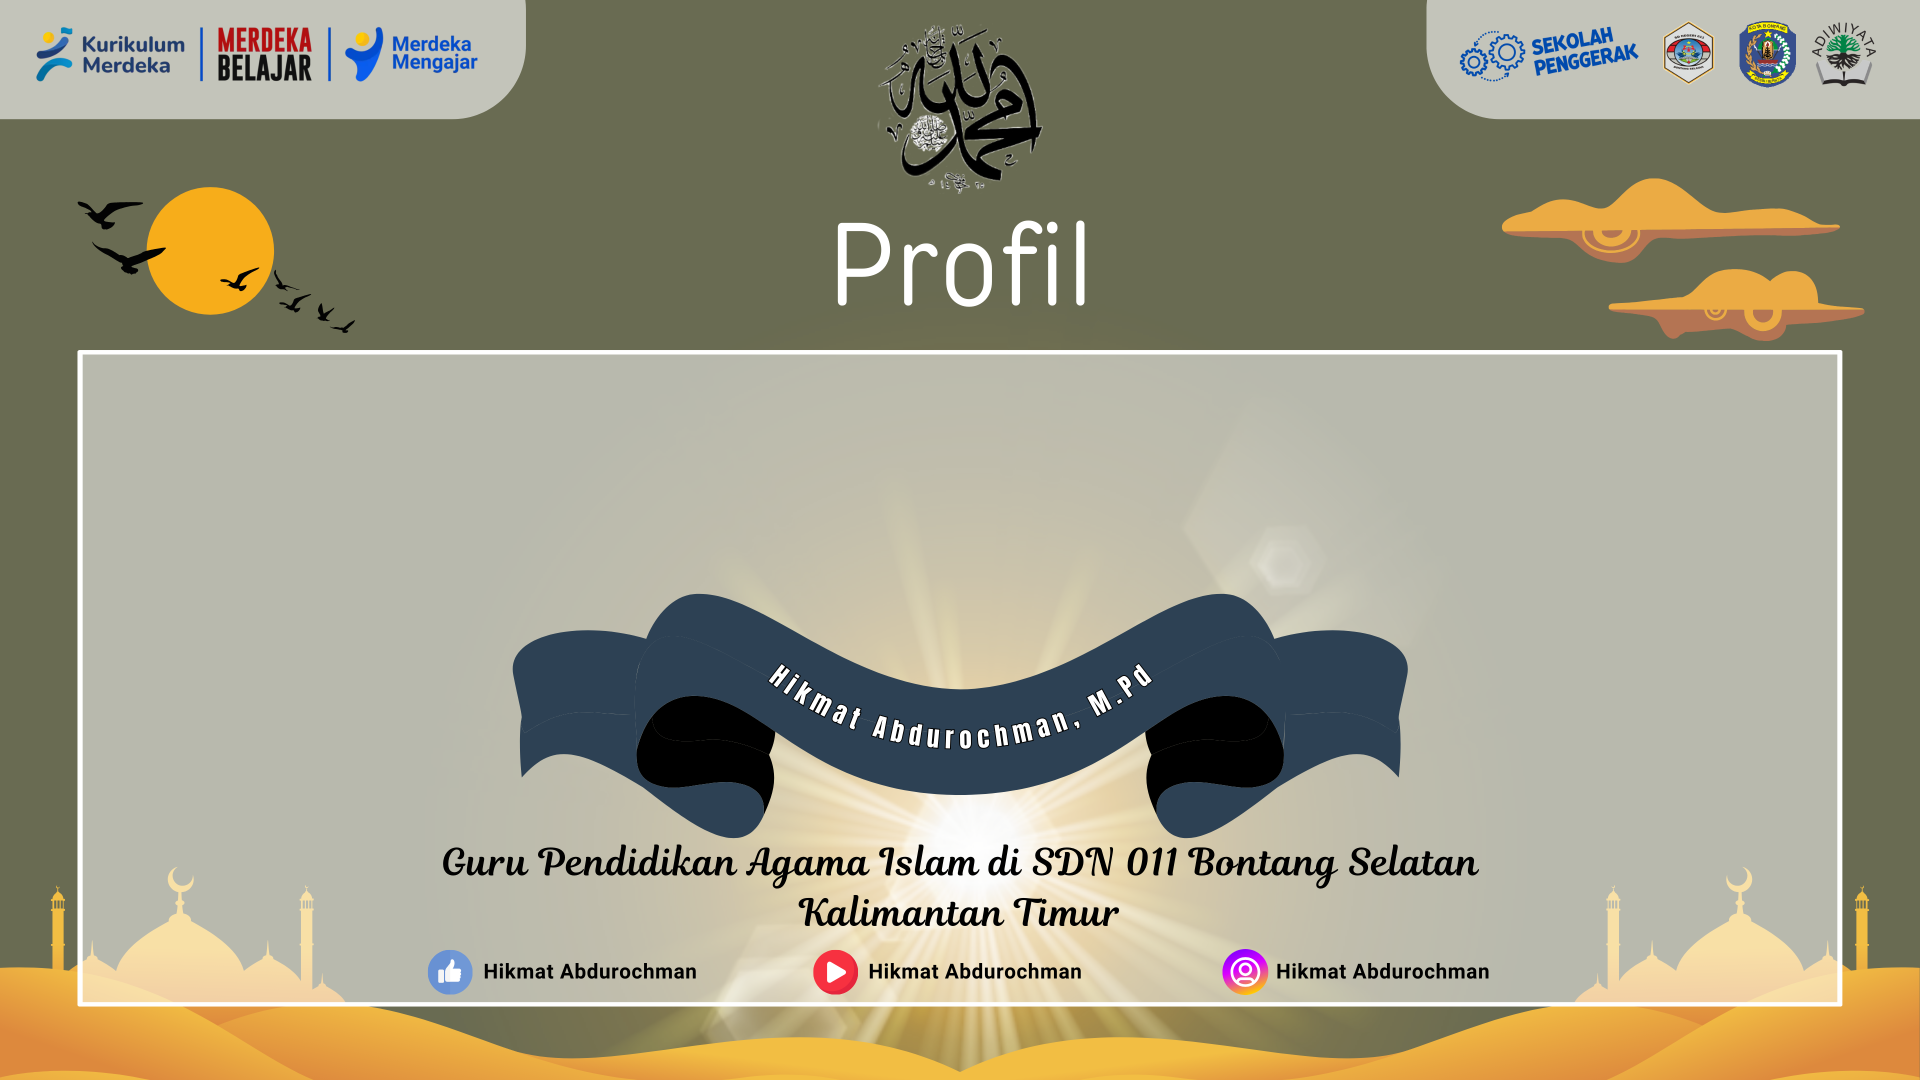 Kurikulum
Merdeka
MERDEKA
BELAJAR
Merdeka
Mengajar
SEKOLAH
PENGGERAK
ADIWIYATA
Profil
Hikmat Abdurochman, M.Pd
Guru Pendidikan Agama Islam di SDN 011 Bontang Selatan
Kalimantan Timur
Hikmat Abdurochman
Hikmat Abdurochman
Hikmat Abdurochman